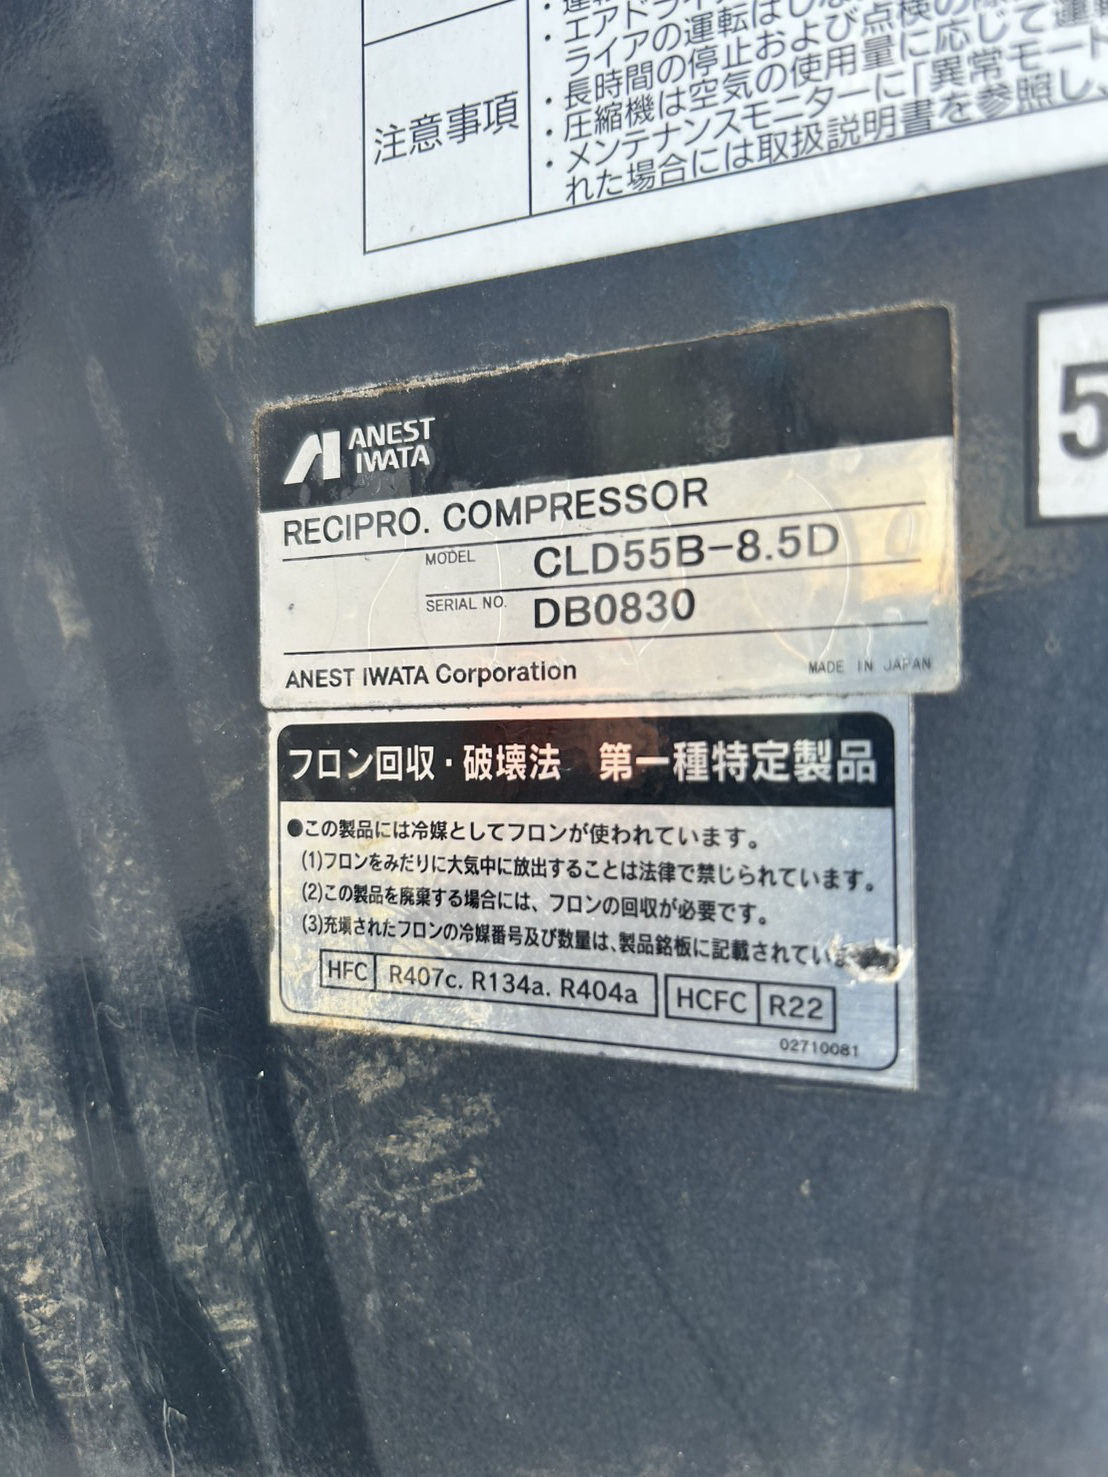 エアドライ
ライアの運転は
・長時間の停止および点検の際
・圧縮機は空気の使用量に応じて運転
・メンテナンスモニターに「異常モード
れた場合には取扱説明書を参照し、
注意事項
ANEST
IWATA
5
RECIPRO. COMPRESSOR
MODEL CLD55B-8.5D
SERIAL NO. DB0830
ANEST IWATA Corporation MADE IN JAPAN
フロン回収・破壊法 第一種特定製品
●この製品には冷媒としてフロンが使われています。
(1)フロンをみだりに大気中に放出することは法律で禁じられています。
(2)この製品を廃棄する場合には、フロンの回収が必要です。
(3)充塡されたフロンの冷媒番号及び数量は、製品銘板に記載されていま
HFC R407c. R134a. R404a HCFC R22
02710081